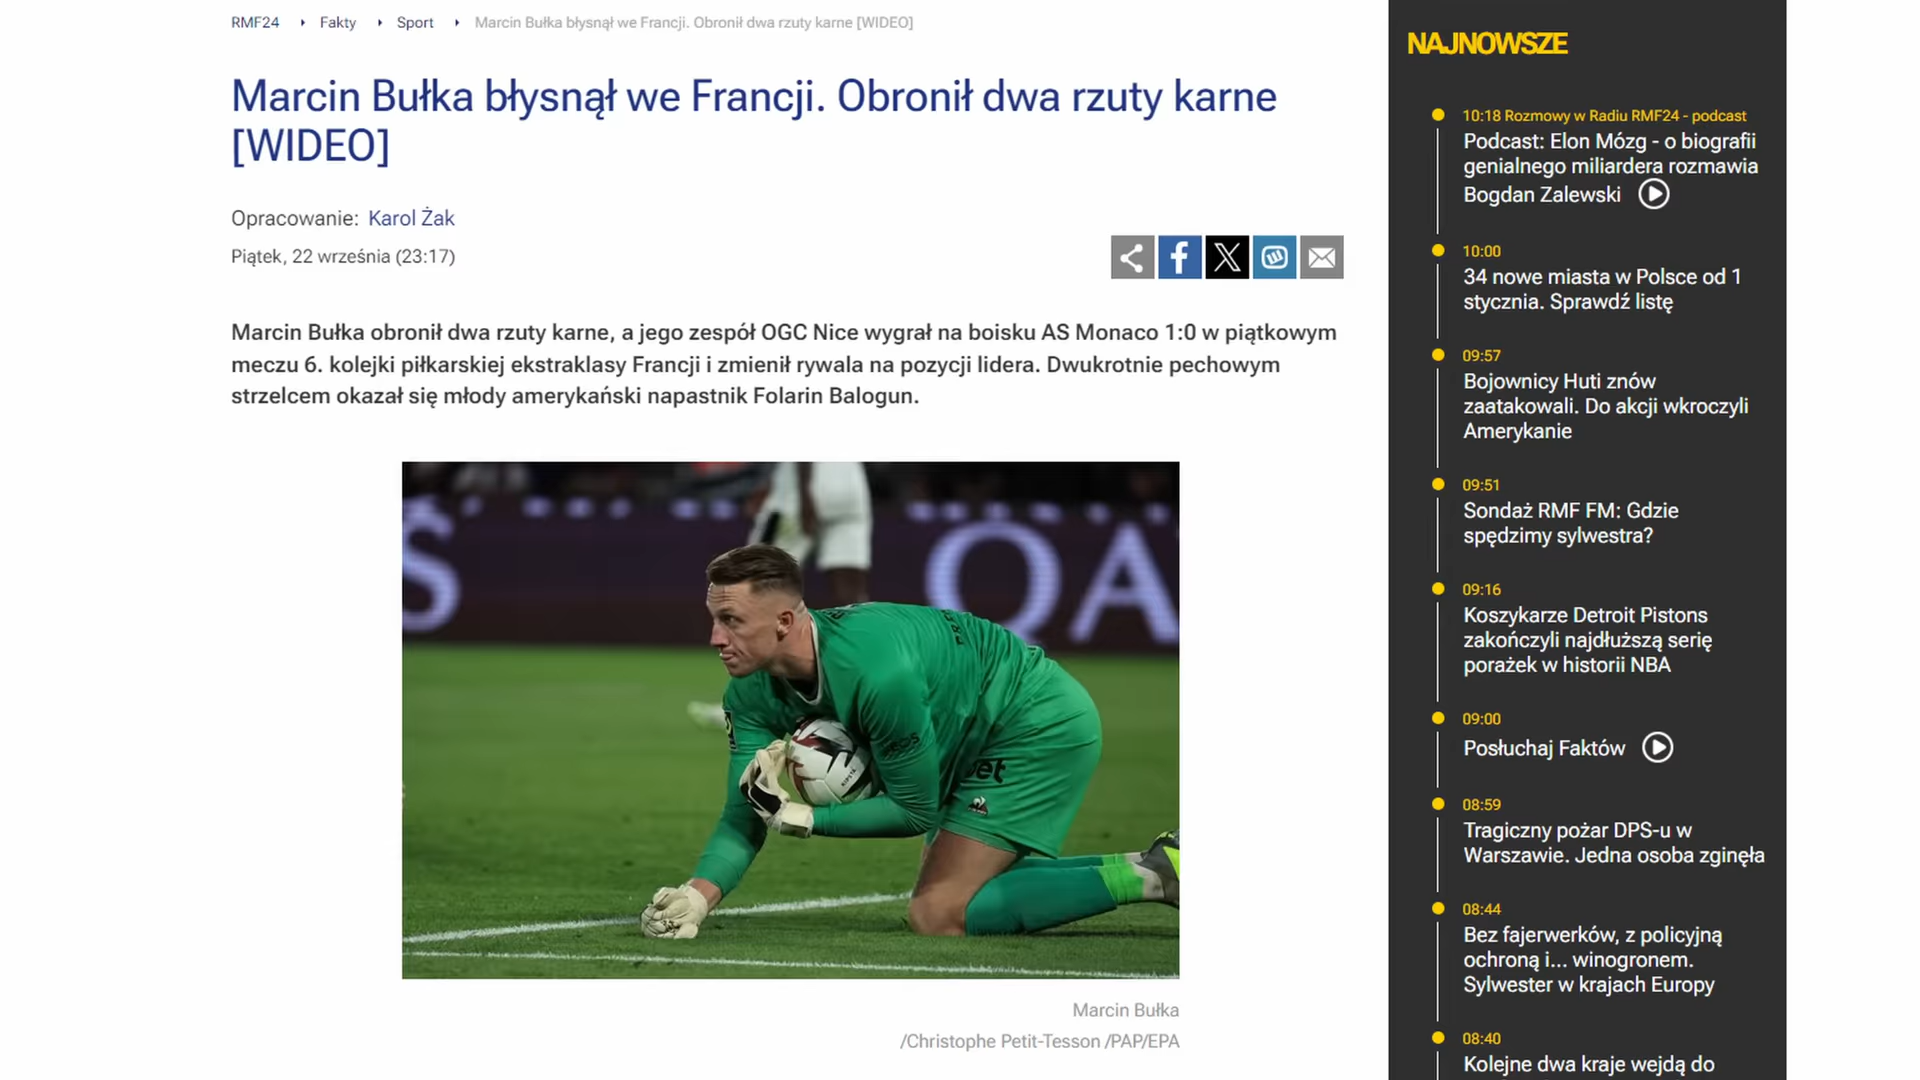 RMF24
Fakty
Sport
Marcin Bułka błysnął we Francji. Obronił dwa rzuty karne [WIDEO]
Marcin Bułka błysnął we Francji. Obronił dwa rzuty karne
[WIDEO]
Opracowanie: Karol Żak
Piątek, 22 września (23:17)
Marcin Bułka obronił dwa rzuty karne, a jego zespół OGC Nice wygrał na boisku AS Monaco 1:0 w piątkowym
meczu 6. kolejki piłkarskiej ekstraklasy Francji i zmienił rywala na pozycji lidera. Dwukrotnie pechowym
strzelcem okazał się młody amerykański napastnik Folarin Balogun.
S
QA
Marcin Bułka
/Christophe Petit-Tesson /PAP/EPA
NAJNOWSZE
10:18 Rozmowy w Radiu RMF24 - podcast
Podcast: Elon Mózg - o biografii
genialnego miliardera rozmawia
Bogdan Zalewski
10:00
34 nowe miasta w Polsce od 1
stycznia. Sprawdź listę
09:57
Bojownicy Huti znów
zaatakowali. Do akcji wkroczyli
Amerykanie
09:51
Sondaż RMF FM: Gdzie
spędzimy sylwestra?
09:16
Koszykarze Detroit Pistons
zakończyli najdłuższą serię
porażek w historii NBA
09:00
Posłuchaj Faktów
08:59
Tragiczny pożar DPS-u w
Warszawie. Jedna osoba zginęła
08:44
Bez fajerwerków, z policyjną
ochroną i... winogronem.
Sylwester w krajach Europy
08:40
Kolejne dwa kraje wejdą do